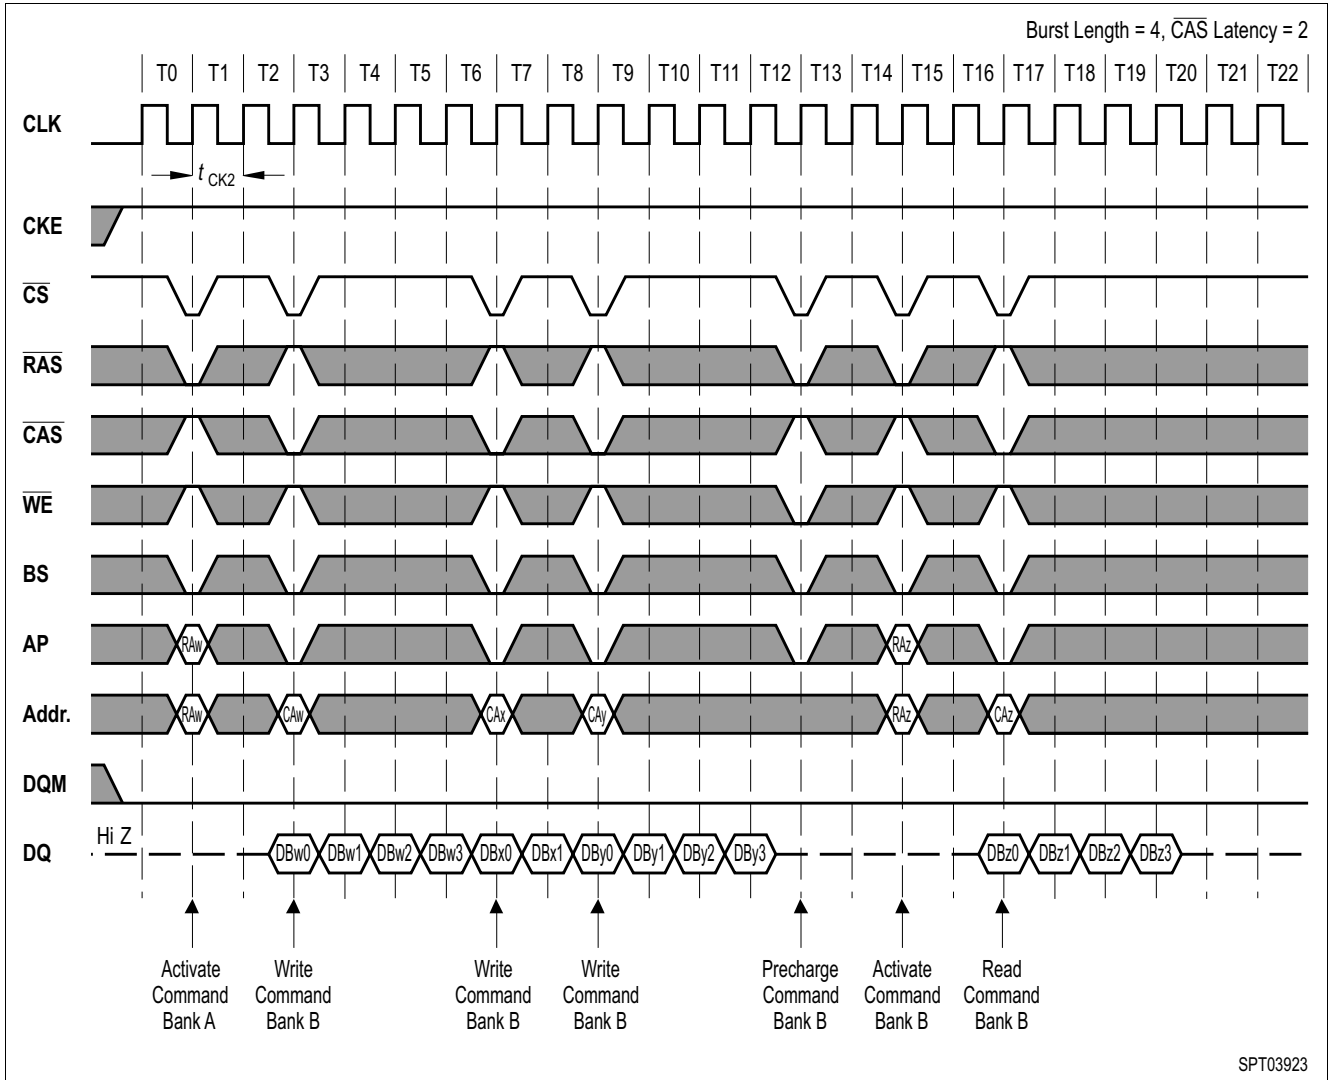 Burst Length = 4, CAS Latency = 2
T0 T1 T2 T3 T4 T5 T6 T7 T8 T9 T10 T11 T12 T13 T14 T15 T16 T17 T18 T19 T20 T21 T22
CLK
t CK2
CKE
CS
RAS
CAS
WE
BS
AP RAw RAz
Addr. RAw CAw CAx CAy RAz CAz
DQM
Hi Z
DQ DBw0 DBw1 DBw2 DBw3 DBx0 DBx1 DBy0 DBy1 DBy2 DBy3 DBz0 DBz1 DBz2 DBz3
Activate Command Bank A
Write Command Bank B
Write Command Bank B
Write Command Bank B
Precharge Command Bank B
Activate Command Bank B
Read Command Bank B
SPT03923